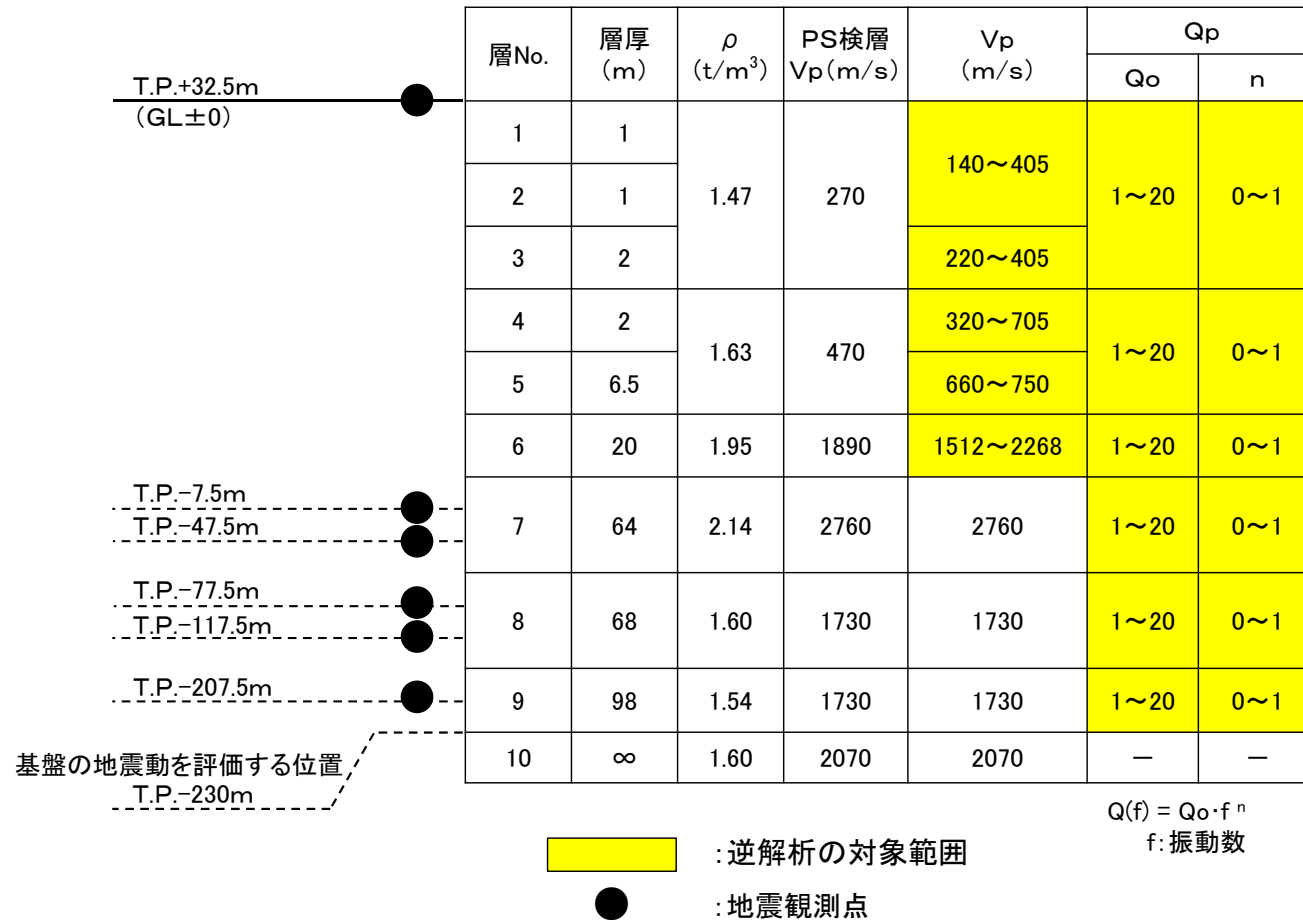 層No. 層厚 (m) ρ (t/m³) PS検層 Vp(m/s) Vp (m/s) Qp
Qo n
T.P.+32.5m
(GL±0)
1 1 1.47 270 140～405 1～20 0～1
2 1
3 2 220～405
4 2 1.63 470 320～705 1～20 0～1
5 6.5 660～750
6 20 1.95 1890 1512～2268 1～20 0～1
T.P.-7.5m
T.P.-47.5m
7 64 2.14 2760 2760 1～20 0～1
T.P.-77.5m
T.P.-117.5m
8 68 1.60 1730 1730 1～20 0～1
T.P.-207.5m
9 98 1.54 1730 1730 1～20 0～1
基盤の地震動を評価する位置
T.P.-230m
10 ∞ 1.60 2070 2070 － －
Q(f) = Qo·f ⁿ
f:振動数
:逆解析の対象範囲
:地震観測点